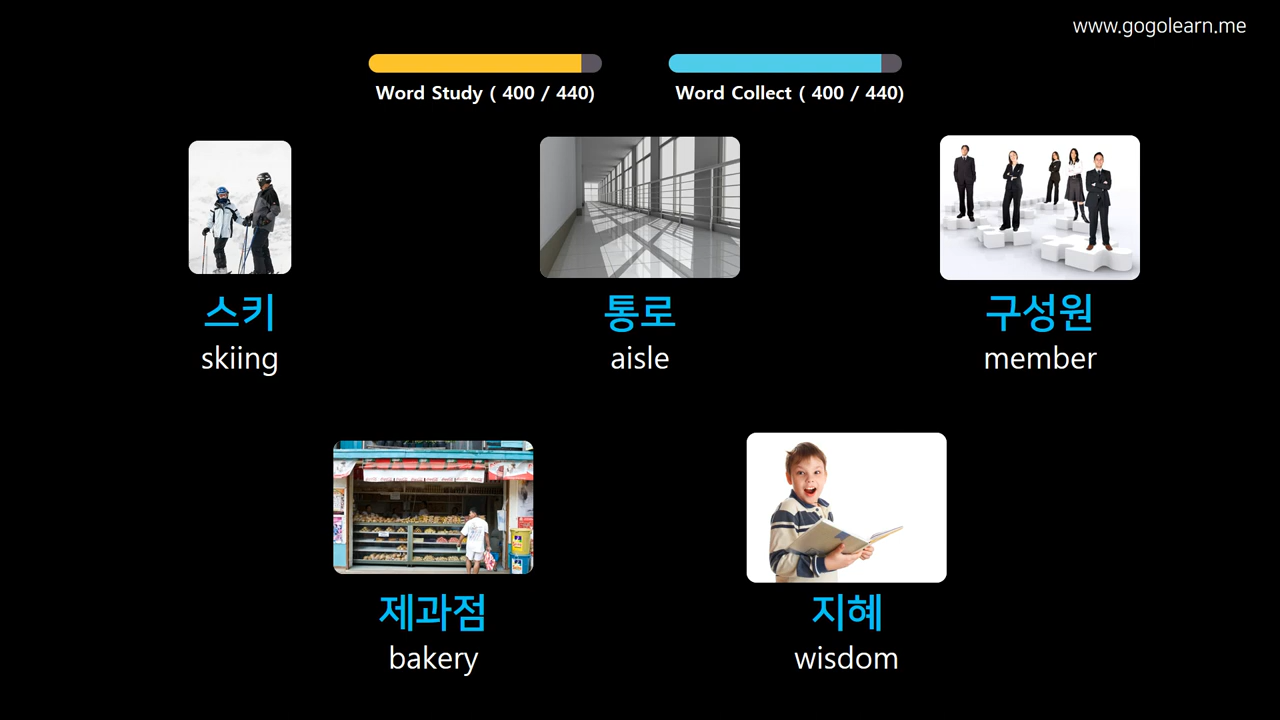 www.gogolearn.me
Word Study ( 400 / 440)
Word Collect ( 400 / 440)
스키
skiing
통로
aisle
구성원
member
제과점
bakery
지혜
wisdom